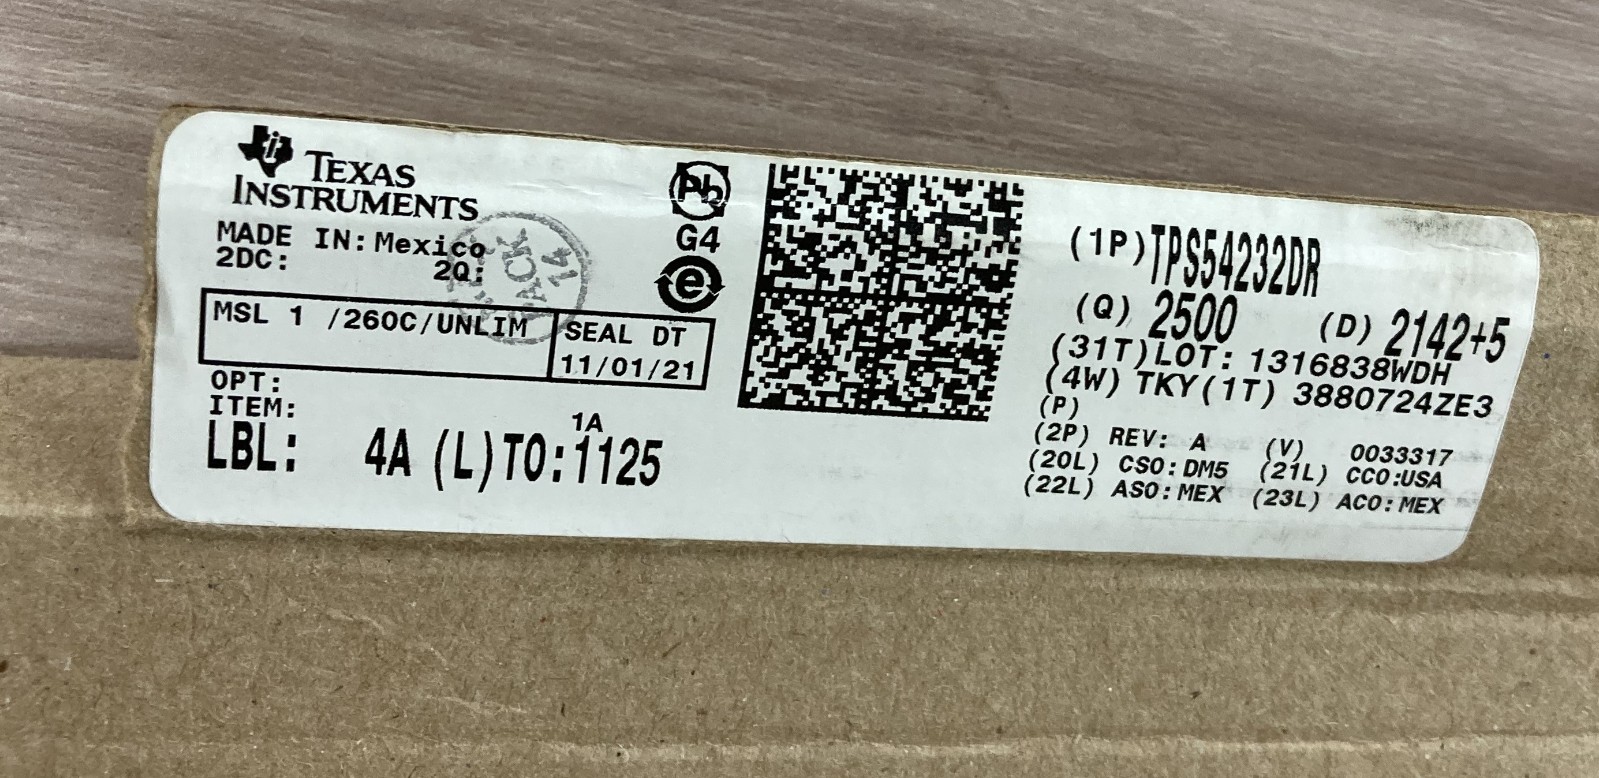 TEXAS
INSTRUMENTS
MADE IN: Mexico
2DC: 2Q:
MSL 1 /260C/UNLIM
SEAL DT
11/01/21
OPT:
ITEM:
LBL: 4A (L)TO:1125
1A
Pb
G4
e
(1P)TPS54232DR
(Q) 2500 (D) 2142+5
(31T)LOT: 1316838WDH
(4W) TKY(1T) 3880724ZE3
(P)
(2P) REV: A (V) 0033317
(20L) CSO:DM5 (21L) CCO:USA
(22L) ASO:MEX (23L) ACO:MEX